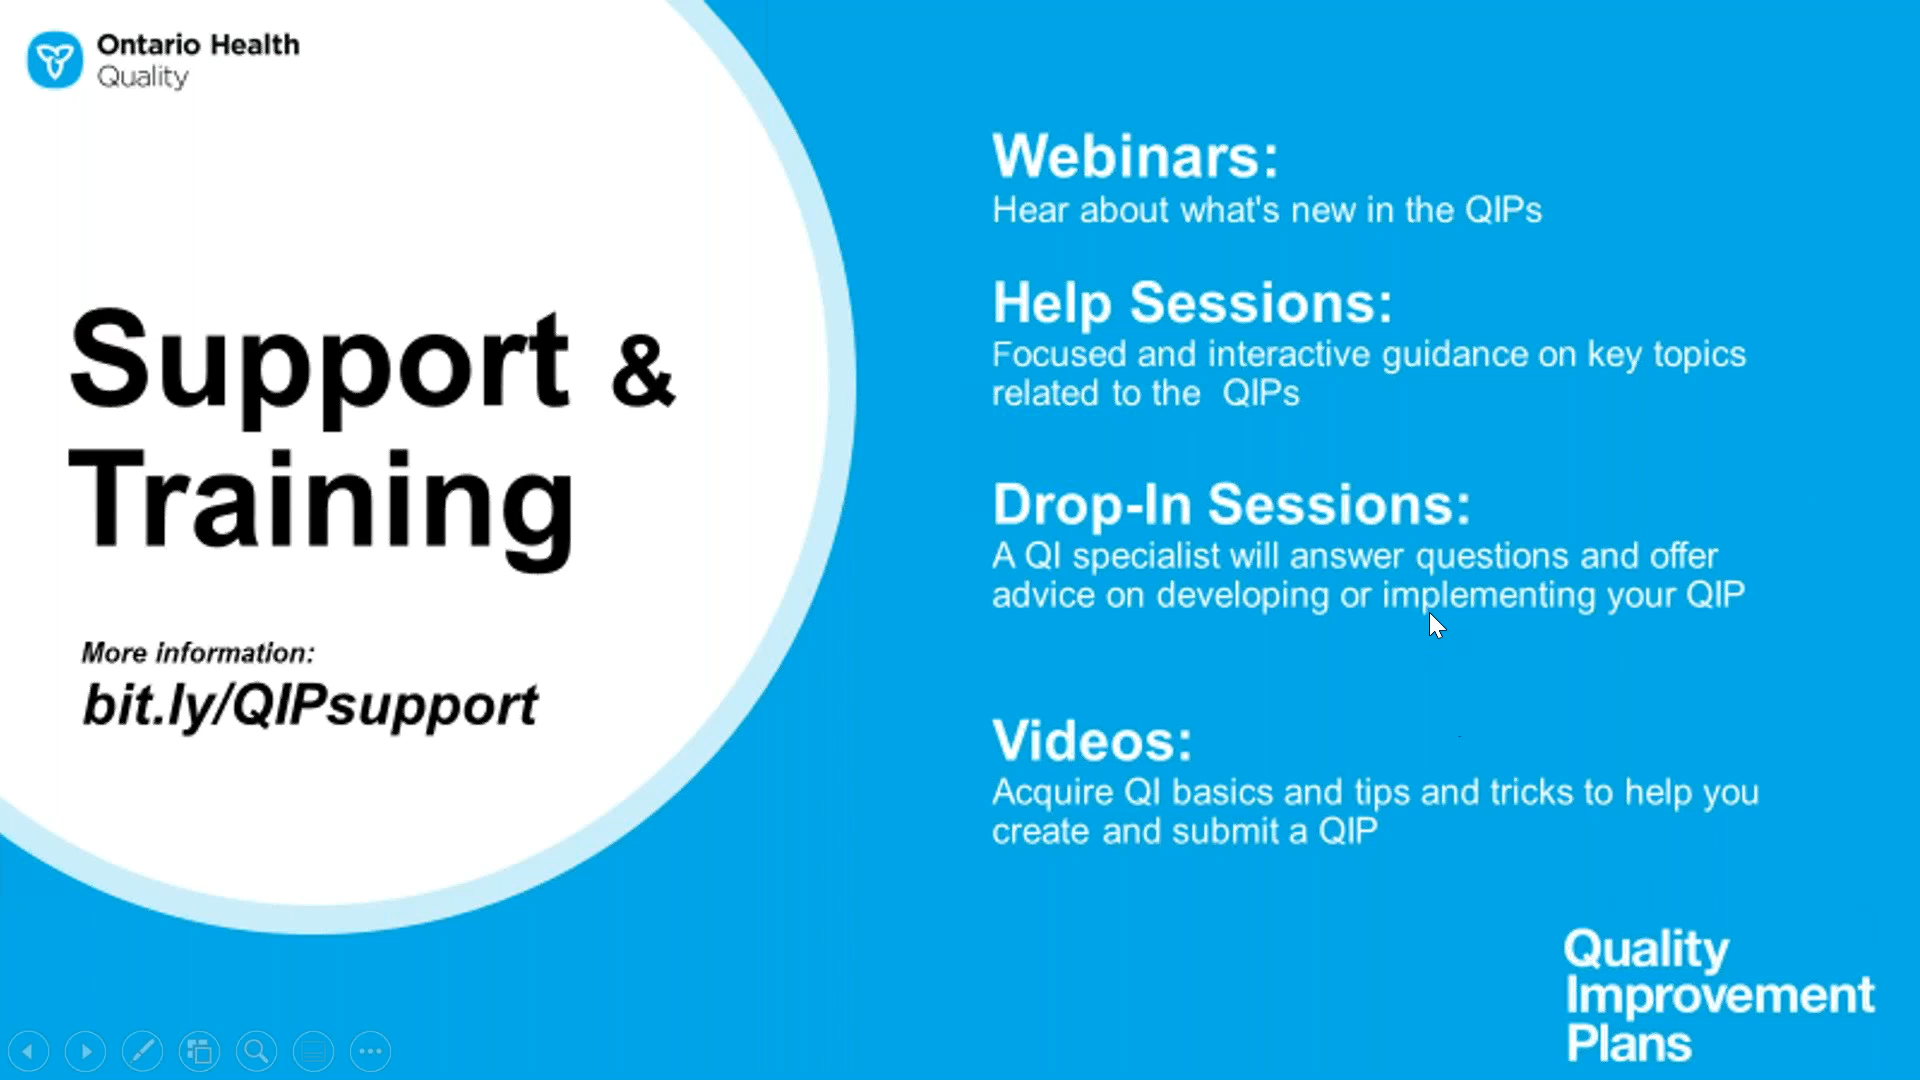 Ontario Health
Quality
Support &
Training
More information:
bit.ly/QIPsupport
Webinars:
Hear about what's new in the QIPs
Help Sessions:
Focused and interactive guidance on key topics
related to the QIPs
Drop-In Sessions:
A QI specialist will answer questions and offer
advice on developing or implementing your QIP
Videos:
Acquire QI basics and tips and tricks to help you
create and submit a QIP
Quality
Improvement
Plans